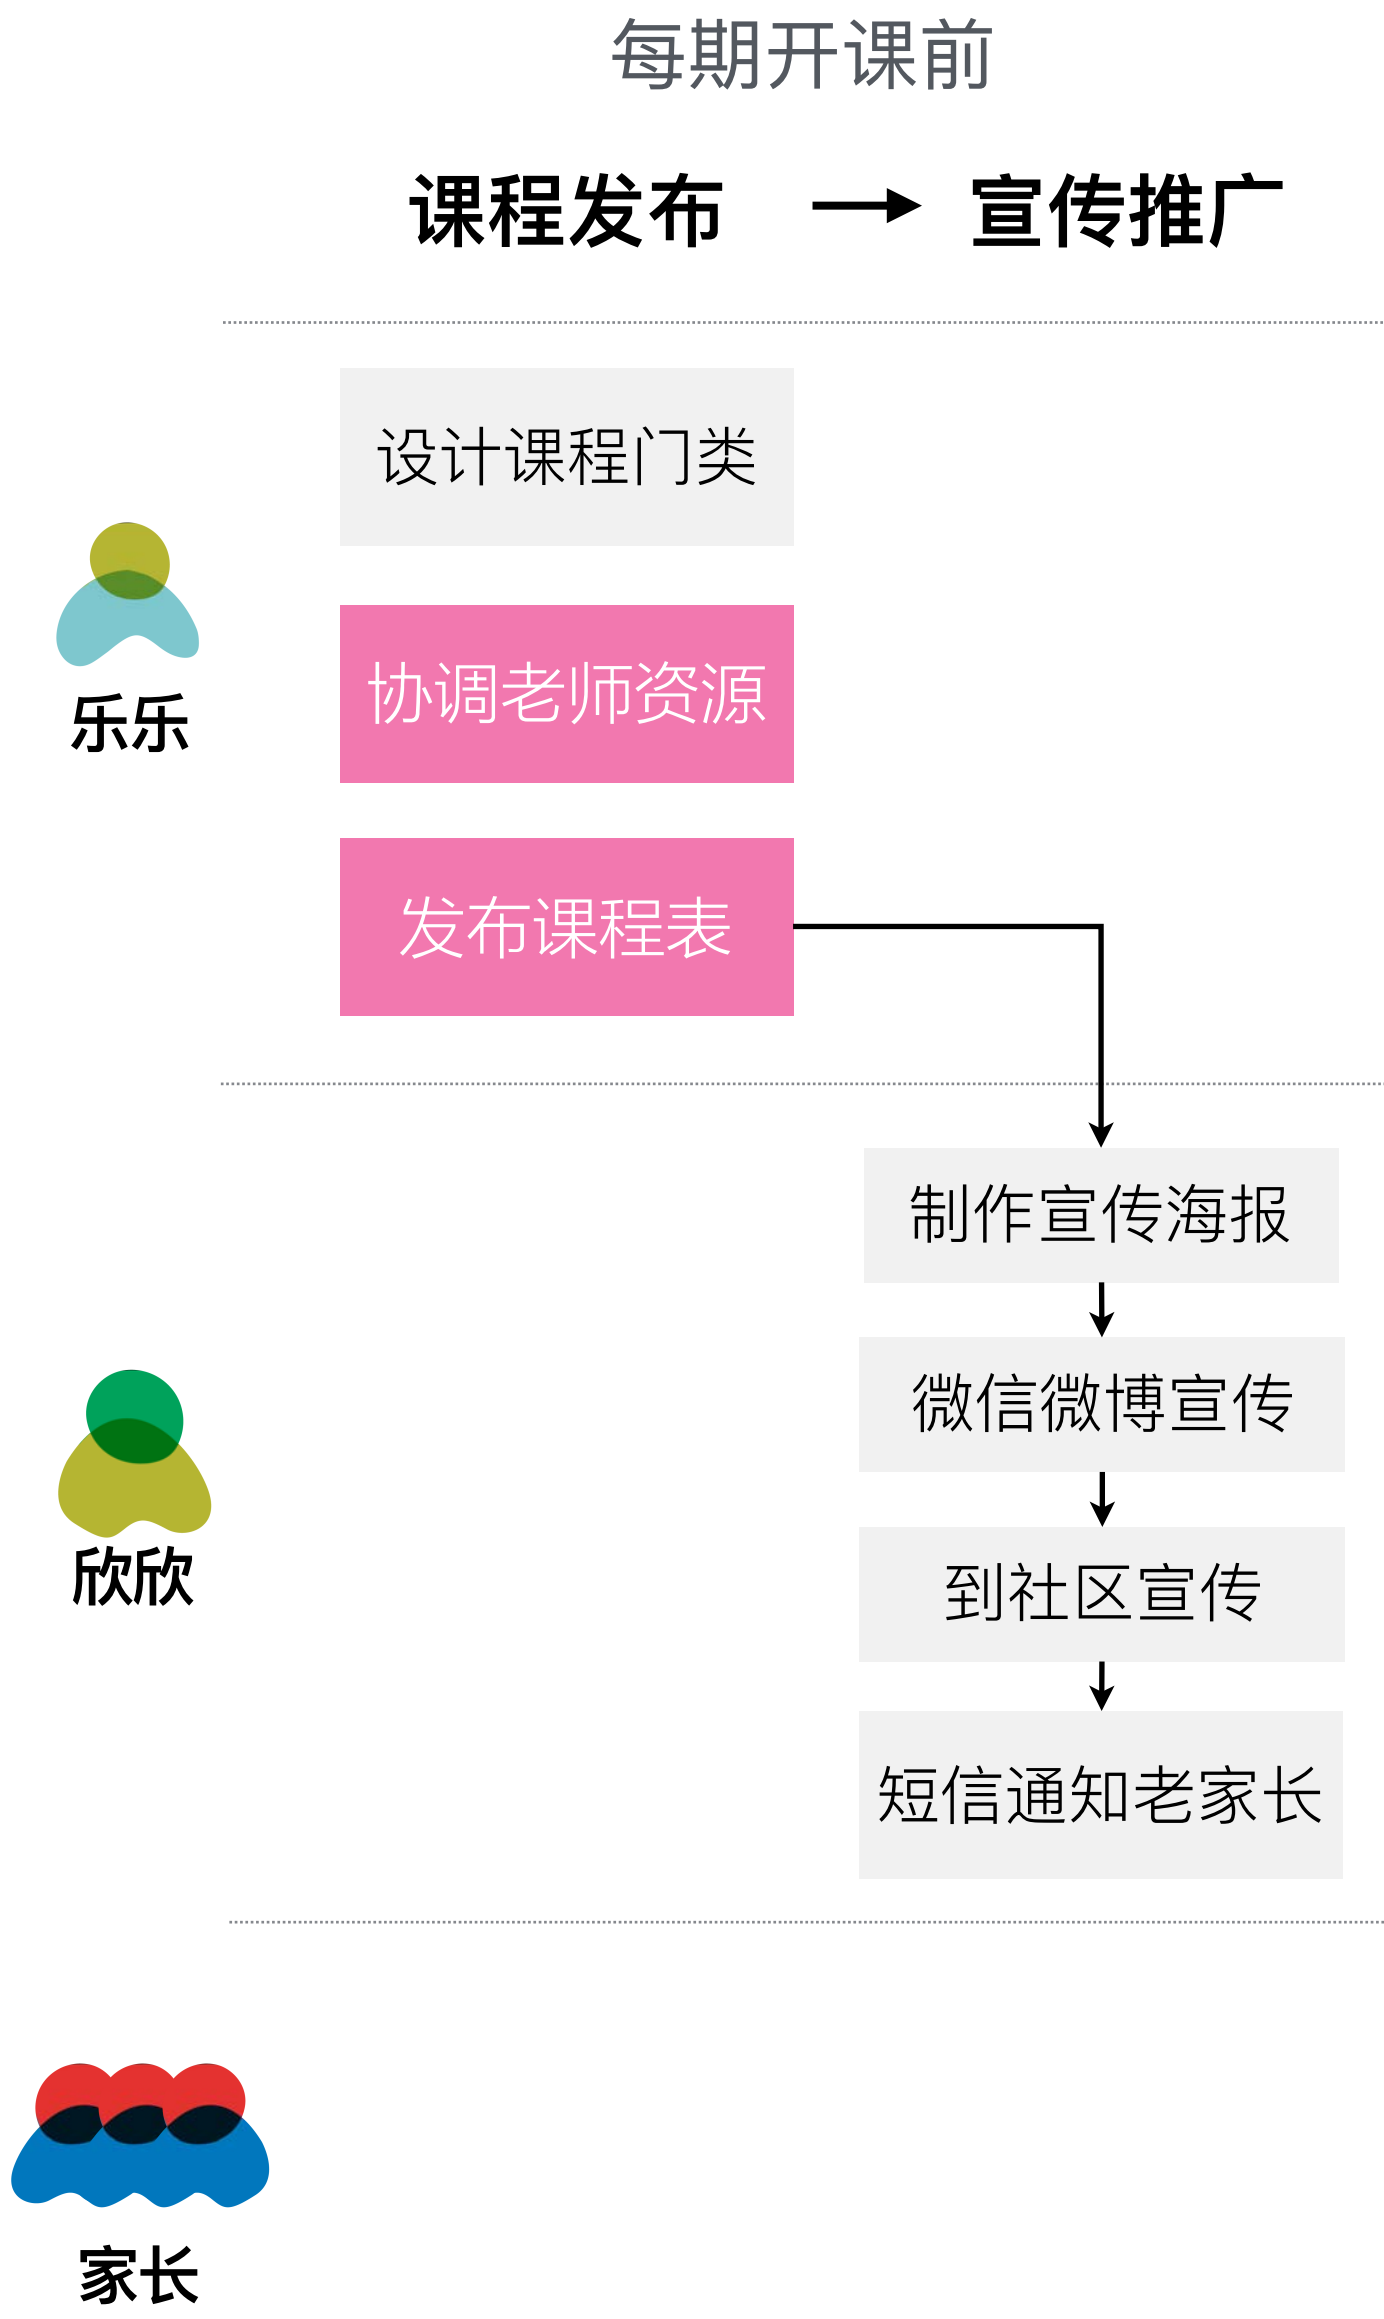 每期开课前
课程发布
宣传推广
设计课程门类
协调老师资源
乐乐
发布课程表
制作宣传海报
微信微博宣传
欣欣
到社区宣传
短信通知老家长
家长